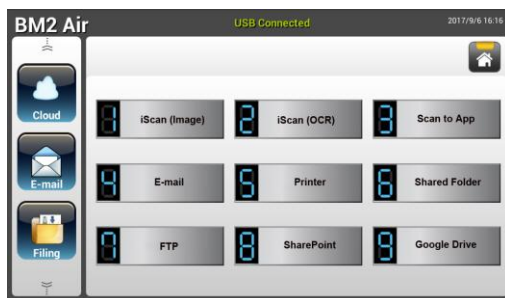 BM2 Air USB Connected 2017/9/6 16:16
Cloud
E-mail
Filing
1 iScan (Image) 2 iScan (OCR) 3 Scan to App
4 E-mail 5 Printer 6 Shared Folder
7 FTP 8 SharePoint 9 Google Drive